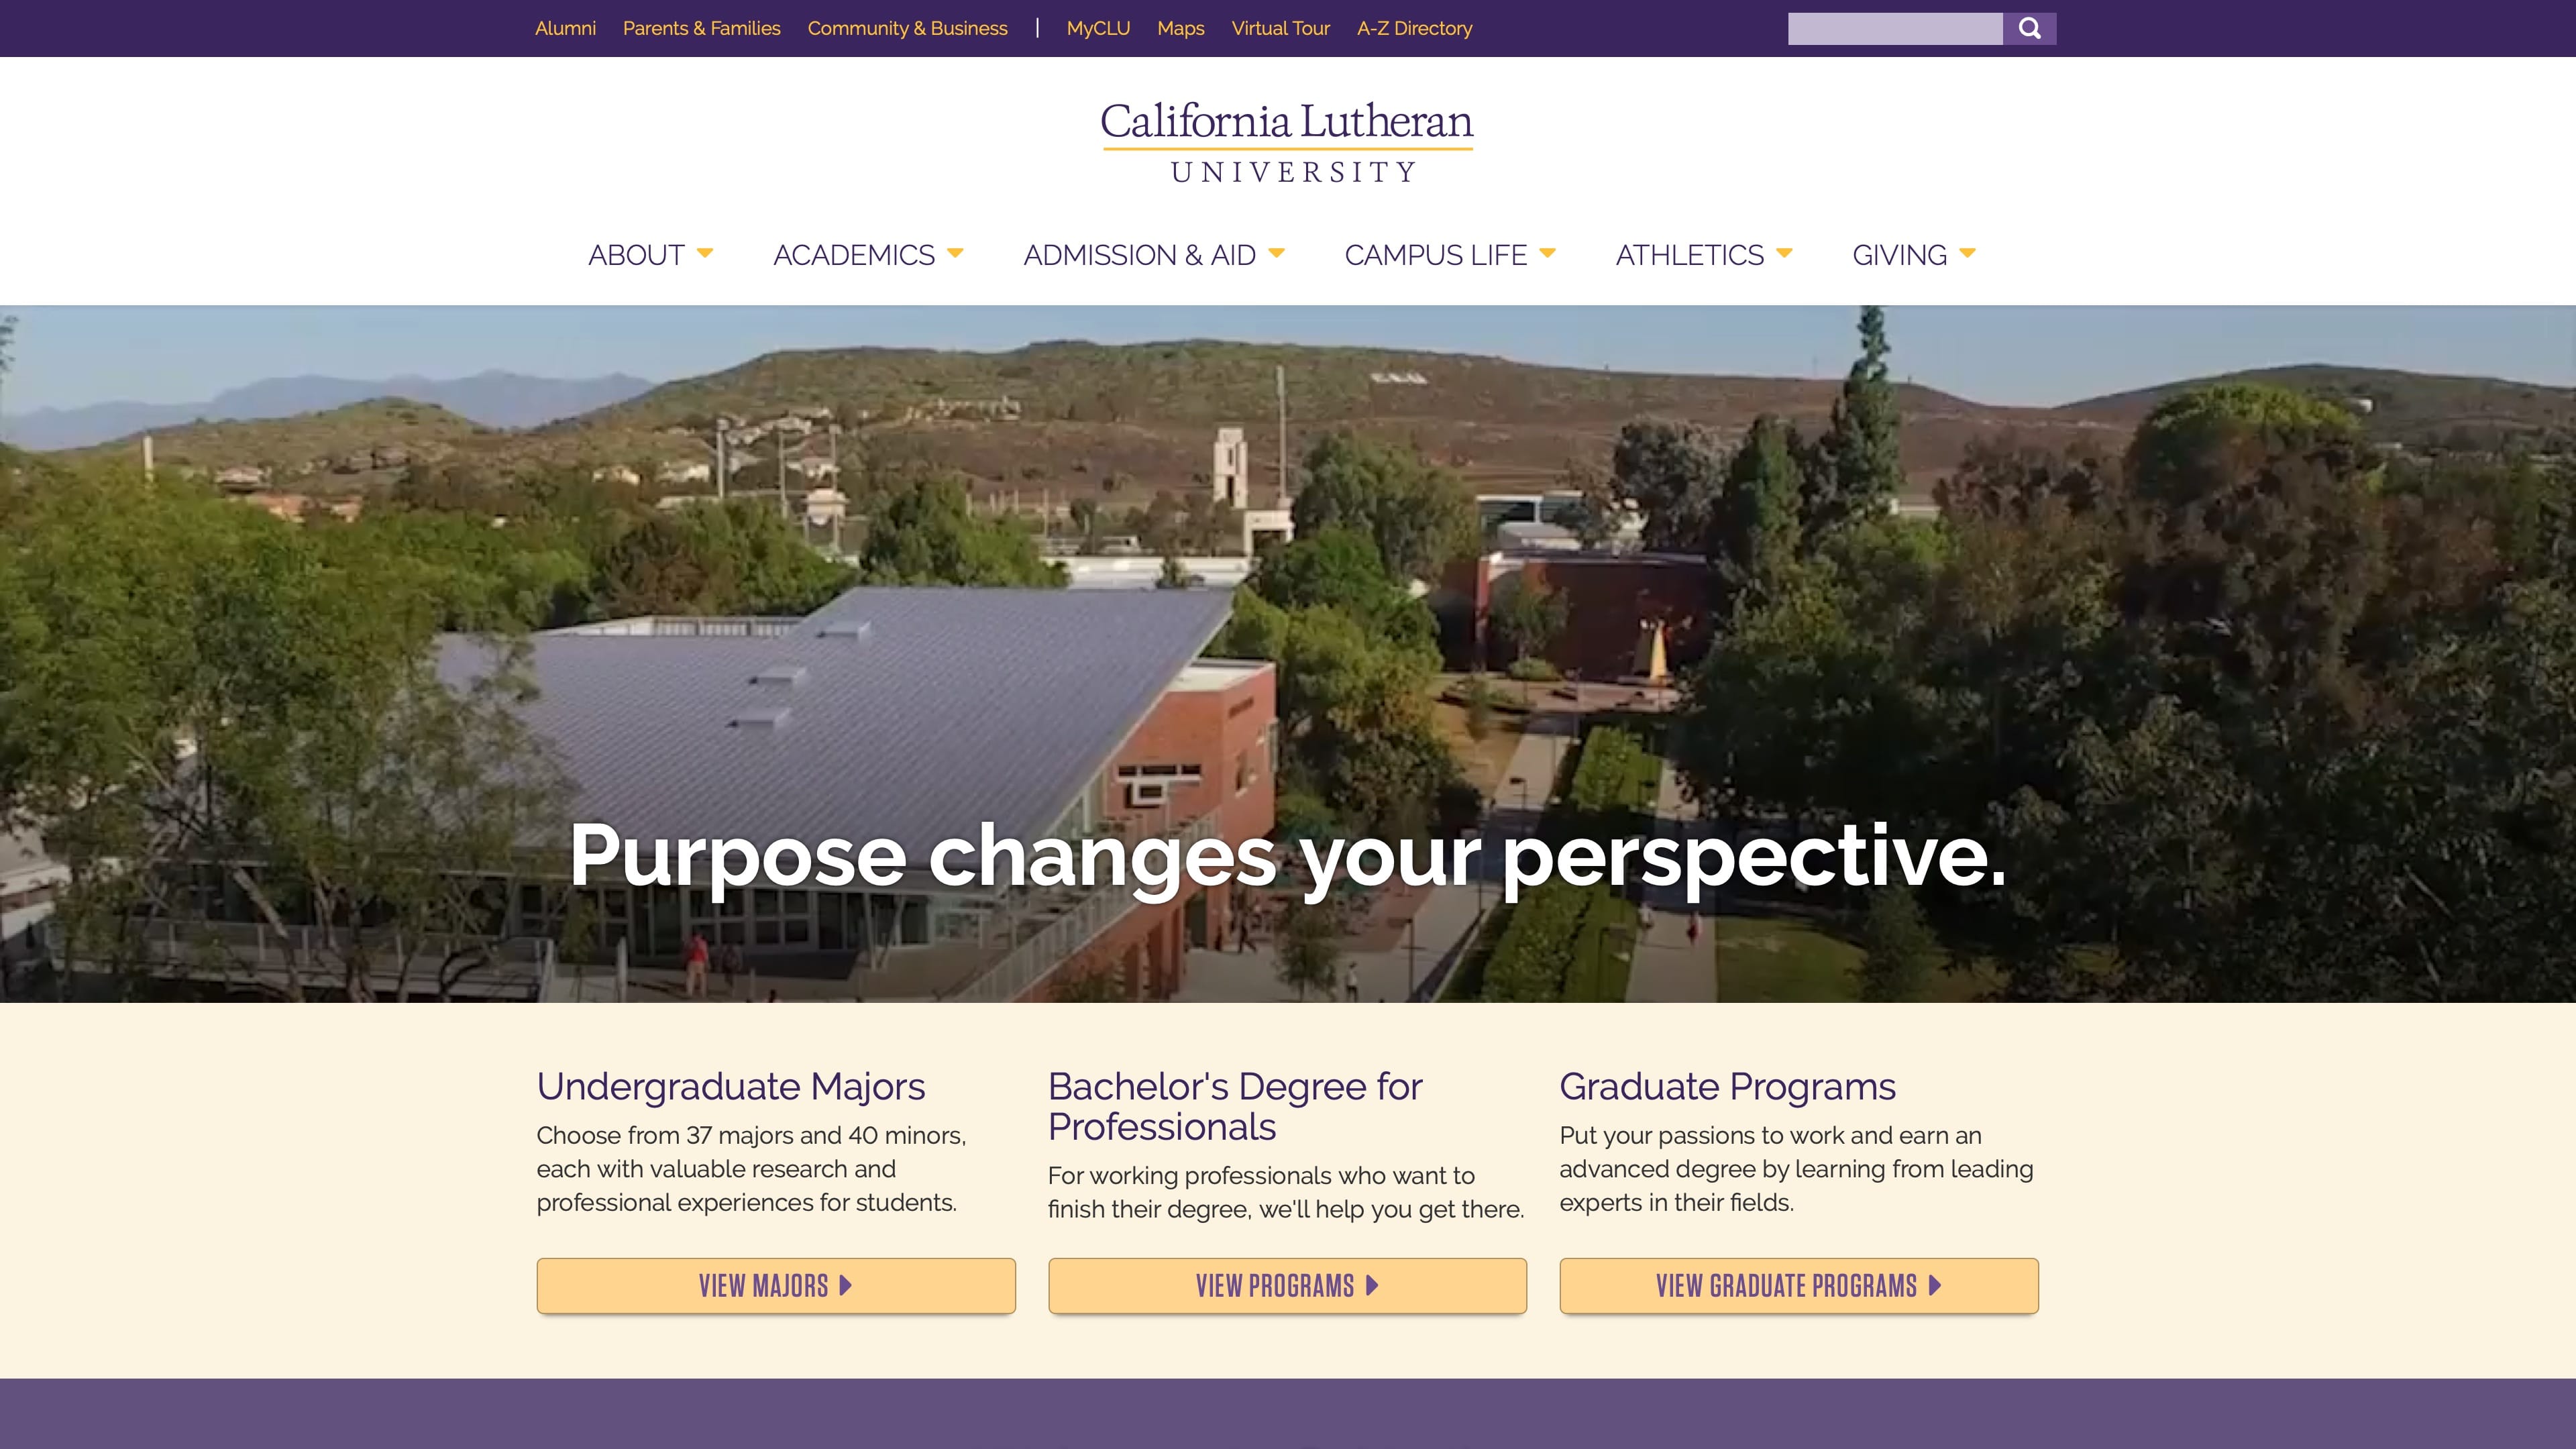 Alumni Parents & Families Community & Business | MyCLU Maps Virtual Tour A-Z Directory
California Lutheran
UNIVERSITY
ABOUT ACADEMICS ADMISSION & AID CAMPUS LIFE ATHLETICS GIVING
CLU
Purpose changes your perspective.
Undergraduate Majors
Choose from 37 majors and 40 minors,
each with valuable research and
professional experiences for students.
VIEW MAJORS
Bachelor's Degree for
Professionals
For working professionals who want to
finish their degree, we'll help you get there.
VIEW PROGRAMS
Graduate Programs
Put your passions to work and earn an
advanced degree by learning from leading
experts in their fields.
VIEW GRADUATE PROGRAMS